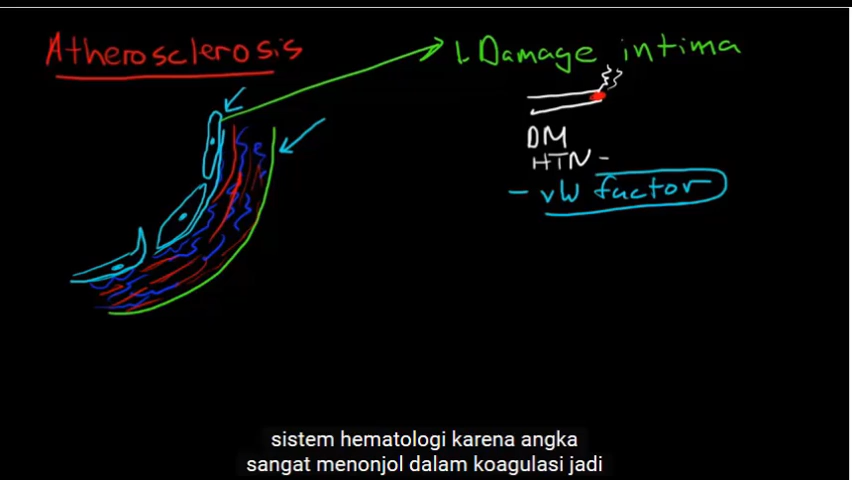 Atherosclerosis
1. Damage intima
DM
HTN -
- vW factor
sistem hematologi karena angka
sangat menonjol dalam koagulasi jadi